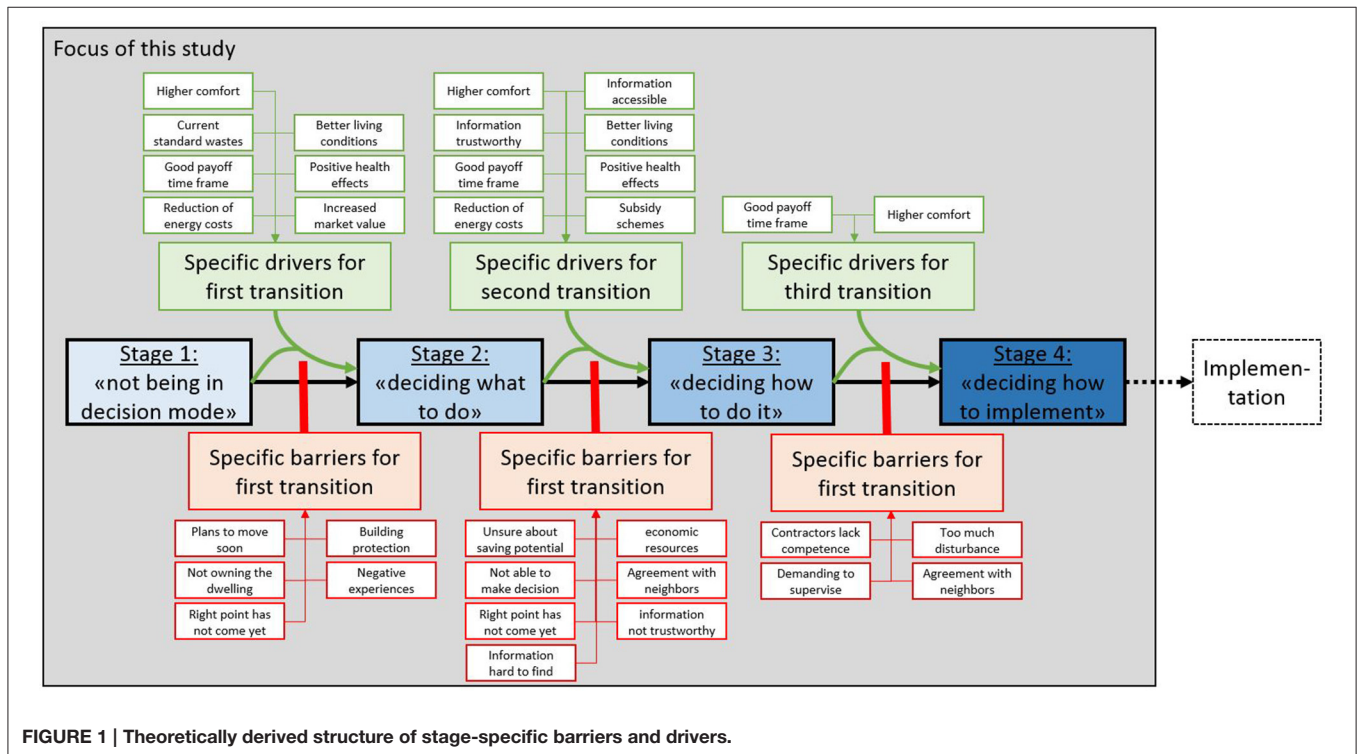 Focus of this study
Higher comfort
Current
standard wastes
Better living
conditions
Good payoff
time frame
Positive health
effects
Reduction of
energy costs
Increased
market value
Specific drivers for
first transition
Higher comfort
Information
accessible
Information
trustworthy
Better living
conditions
Good payoff
time frame
Positive health
effects
Reduction of
energy costs
Subsidy
schemes
Specific drivers for
second transition
Good payoff
time frame
Higher comfort
Specific drivers for
third transition
Stage 1:
«not being in
decision mode»
Stage 2:
«deciding what
to do»
Stage 3:
«deciding how
to do it»
Stage 4:
«deciding how
to implement»
Implemen-
tation
Specific barriers for
first transition
Plans to move
soon
Building
protection
Not owning the
dwelling
Negative
experiences
Right point has
not come yet
Specific barriers for
first transition
Unsure about
saving potential
economic
resources
Not able to
make decision
Agreement with
neighbors
Right point has
not come yet
information
not trustworthy
Information
hard to find
Specific barriers for
first transition
Contractors lack
competence
Too much
disturbance
Demanding to
supervise
Agreement with
neighbors
FIGURE 1 | Theoretically derived structure of stage-specific barriers and drivers.